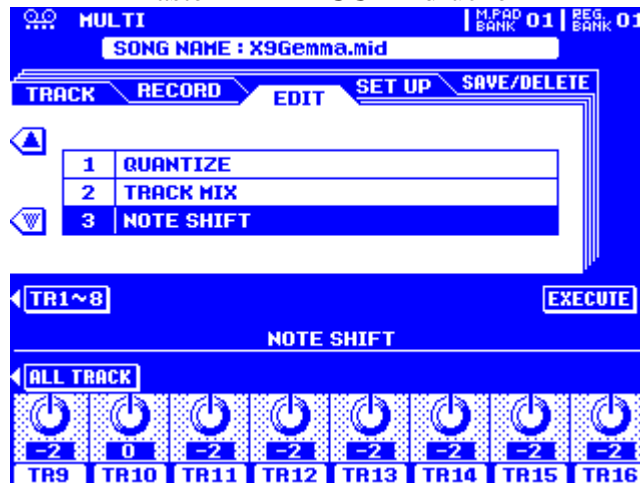 MULTI M.PAD BANK 01 REG. BANK 01
SONG NAME : X9Gemma.mid
TRACK RECORD EDIT SET UP SAVE/DELETE
1 QUANTIZE
2 TRACK MIX
3 NOTE SHIFT
TR1~8 EXECUTE
NOTE SHIFT
ALL TRACK
-2 0 -2 -2 -2 -2 -2 -2
TR9 TR10 TR11 TR12 TR13 TR14 TR15 TR16